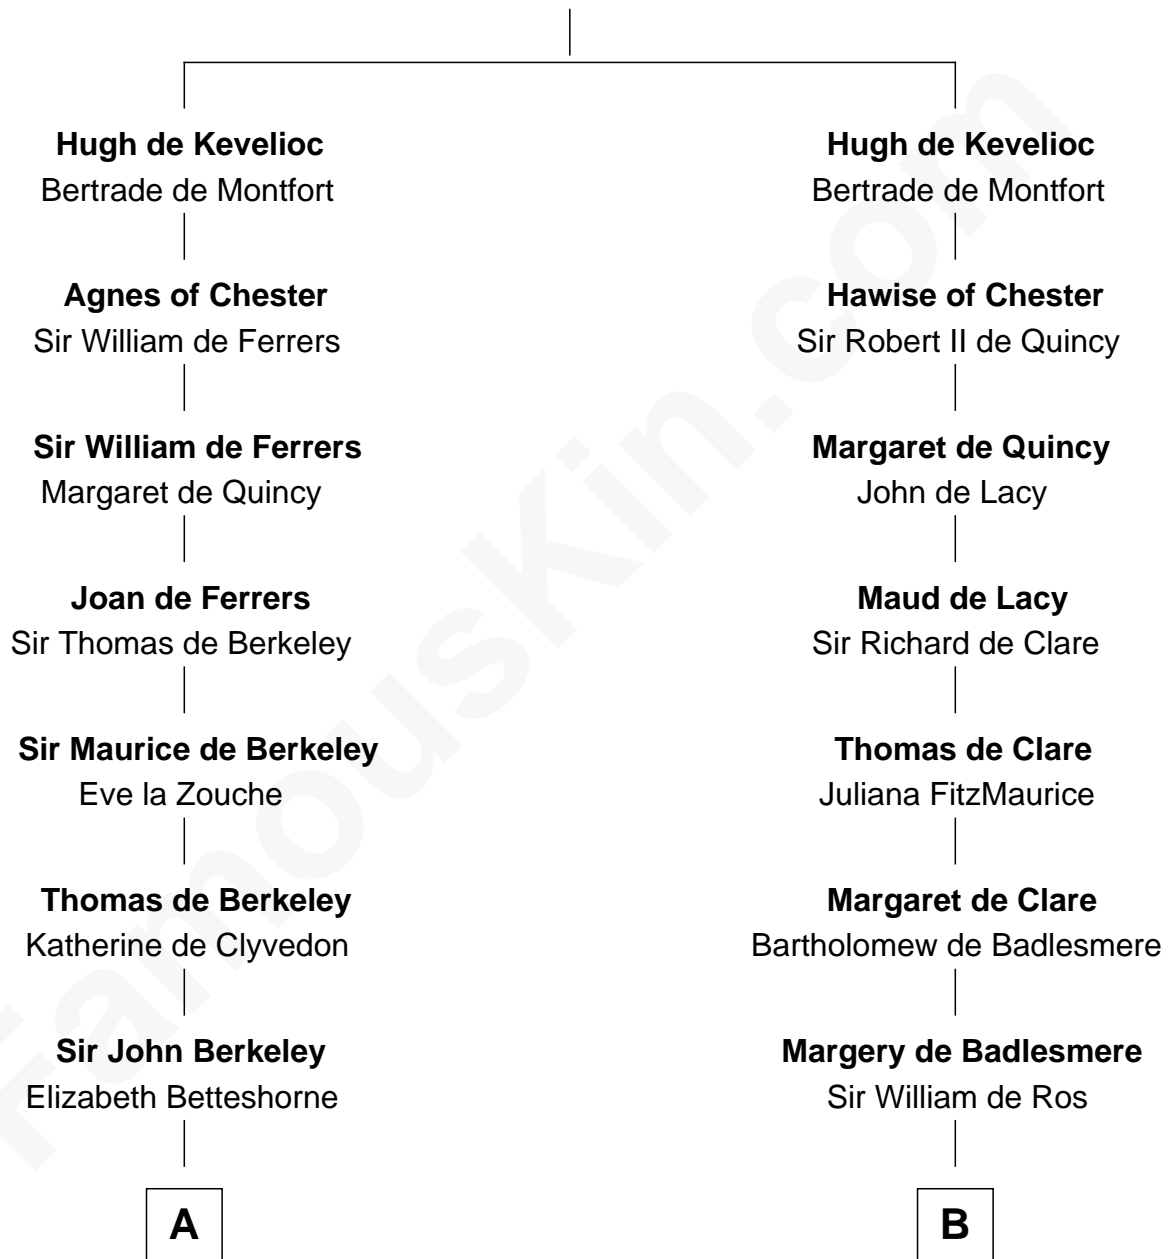 Hugh de Kevelioc
Bertrade de Montfort
Agnes of Chester
Sir William de Ferrers
Sir William de Ferrers
Margaret de Quincy
Joan de Ferrers
Sir Thomas de Berkeley
Sir Maurice de Berkeley
Eve la Zouche
Thomas de Berkeley
Katherine de Clyvedon
Sir John Berkeley
Elizabeth Betteshorne
A
Hugh de Kevelioc
Bertrade de Montfort
Hawise of Chester
Sir Robert II de Quincy
Margaret de Quincy
John de Lacy
Maud de Lacy
Sir Richard de Clare
Thomas de Clare
Juliana FitzMaurice
Margaret de Clare
Bartholomew de Badlesmere
Margery de Badlesmere
Sir William de Ros
B
FamousKin.com